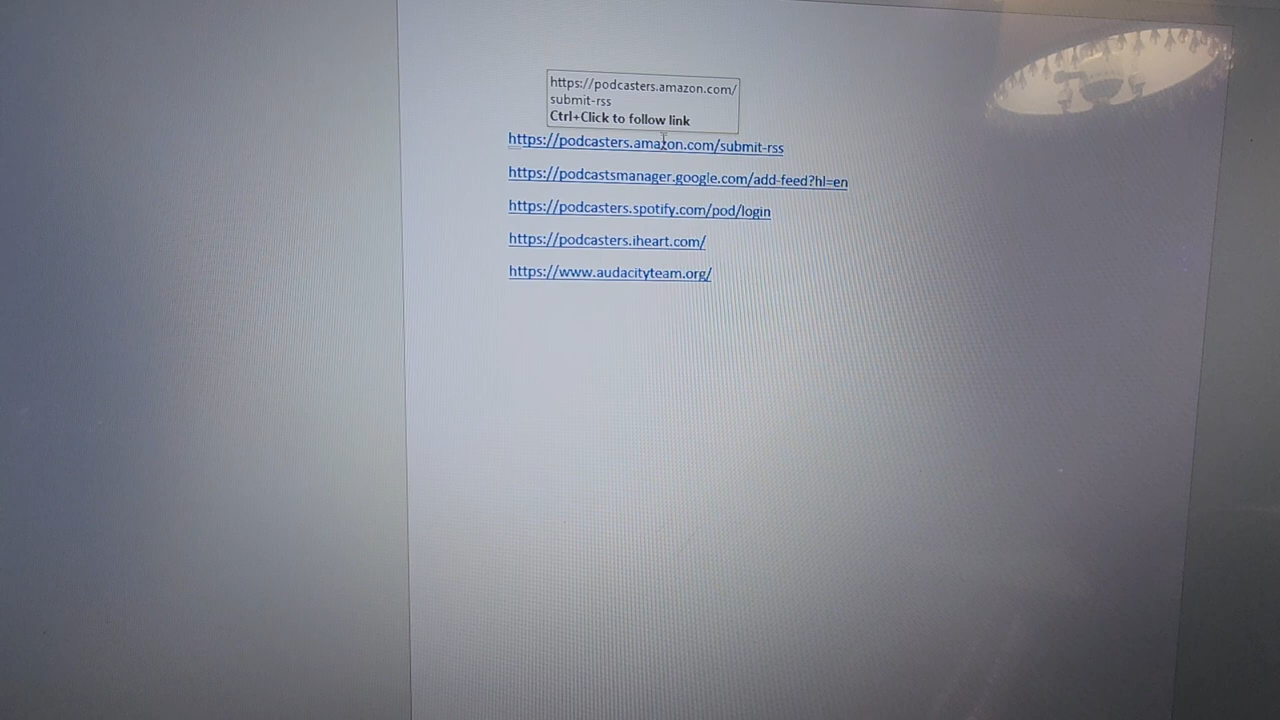 https://podcasters.amazon.com/
submit-rss
Ctrl+Click to follow link
https://podcasters.amazon.com/submit-rss
https://podcastsmanager.google.com/add-feed?hl=en
https://podcasters.spotify.com/pod/login
https://podcasters.iheart.com/
https://www.audacityteam.org/